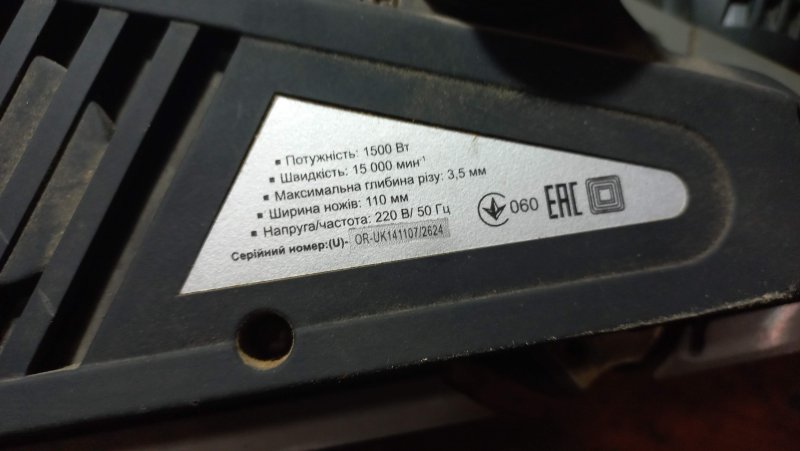 ▪ Потужність: 1500 Вт
▪ Швидкість: 15 000 мин⁻¹
▪ Максимальна глибина різу: 3,5 мм
▪ Ширина ножів: 110 мм
▪ Напруга/частота: 220 В/ 50 Гц
Серійний номер:(U)- OR-UK141107/2624
060 EAC